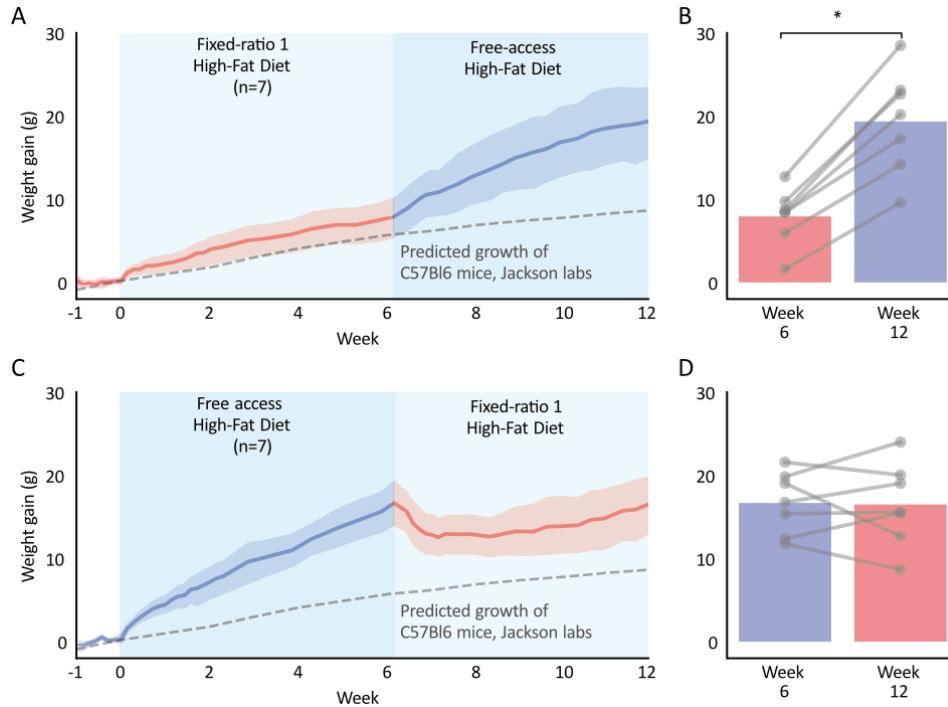 A
30
20
10
0
Weight gain (g)
Fixed-ratio 1
High-Fat Diet
(n=7)
Free-access
High-Fat Diet
Predicted growth of
C57Bl6 mice, Jackson labs
-1 0 2 4 6 8 10 12
Week
B
*
30
20
10
0
Week Week
6 12
C
30
20
10
0
Weight gain (g)
Free access
High-Fat Diet
(n=7)
Fixed-ratio 1
High-Fat Diet
Predicted growth of
C57Bl6 mice, Jackson labs
-1 0 2 4 6 8 10 12
Week
D
30
20
10
0
Week Week
6 12